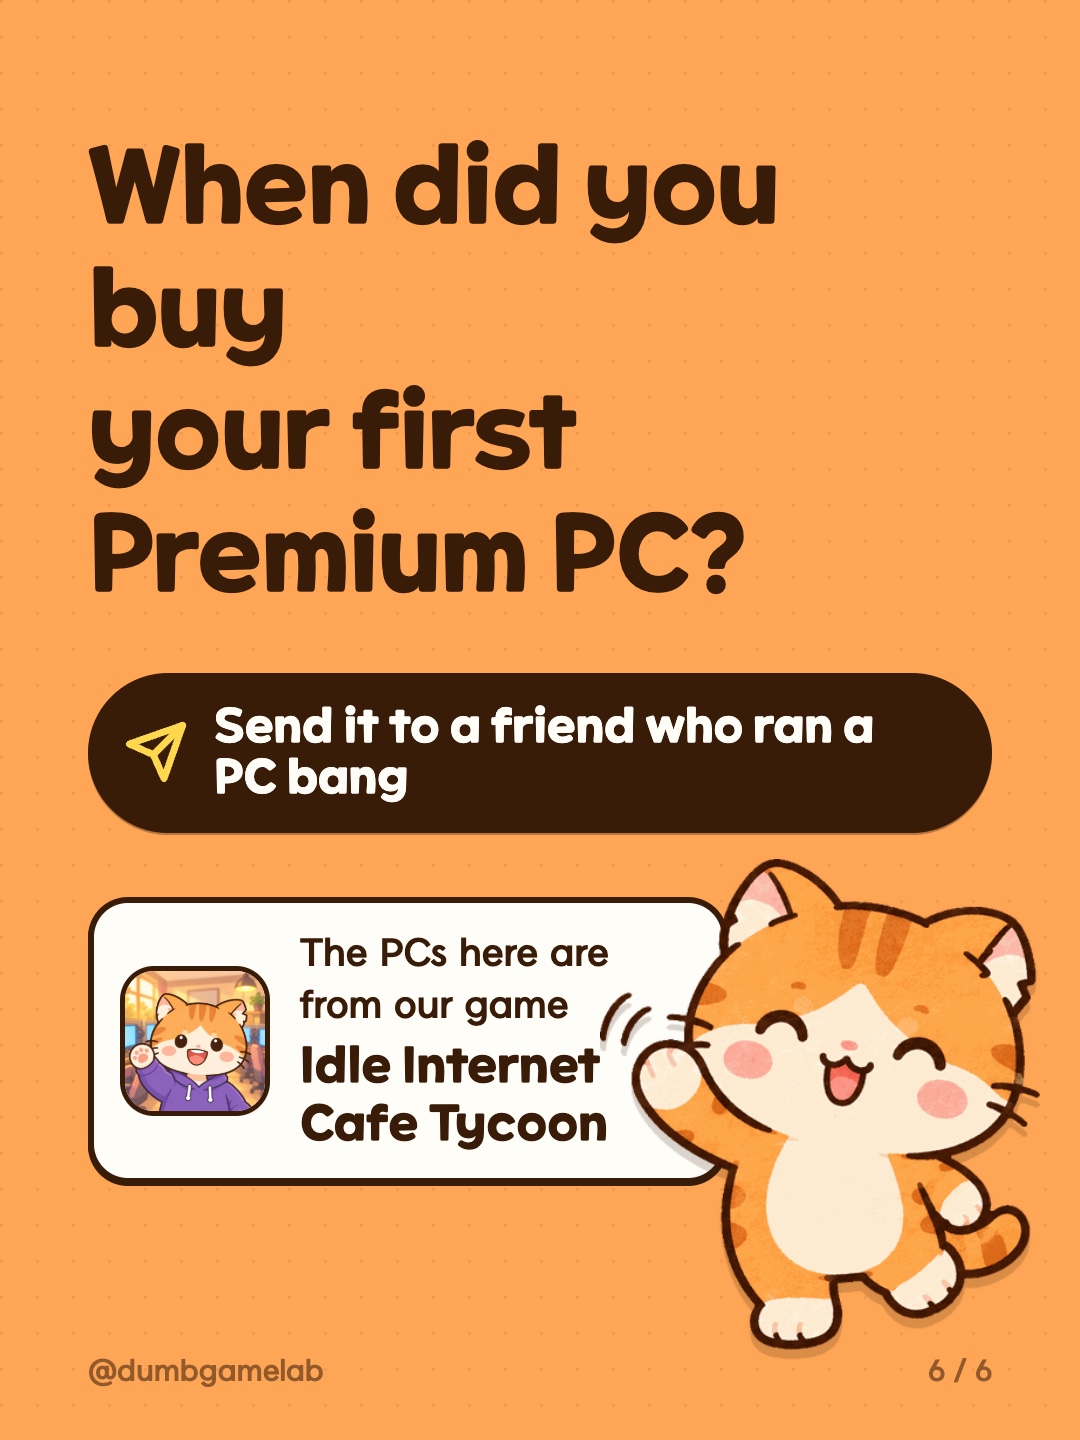 When did you
buy
your first
Premium PC?
Send it to a friend who ran a
PC bang
The PCs here are
from our game
Idle Internet
Cafe Tycoon
@dumbgamelab
6 / 6